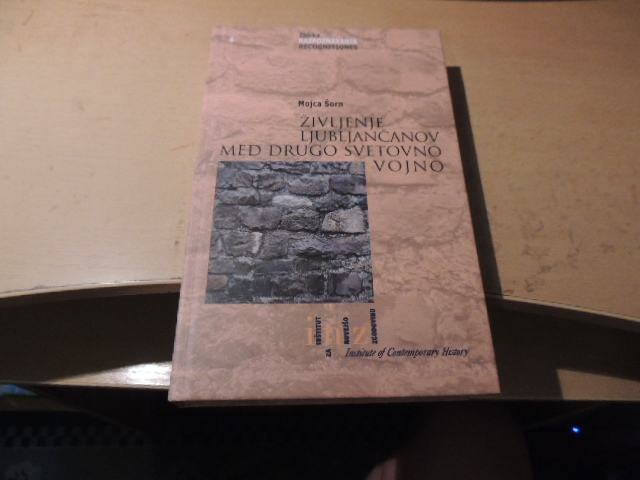 Zbirka
RAZPOZNAVANJA
RECOGNITIONES
Mojca Šorn
ŽIVLJENJE
LJUBLJANČANOV
MED DRUGO SVETOVNO
VOJNO
inz
INŠTITUT
ZA
NOVEJŠO
ZGODOVINO
Institute of Contemporary History